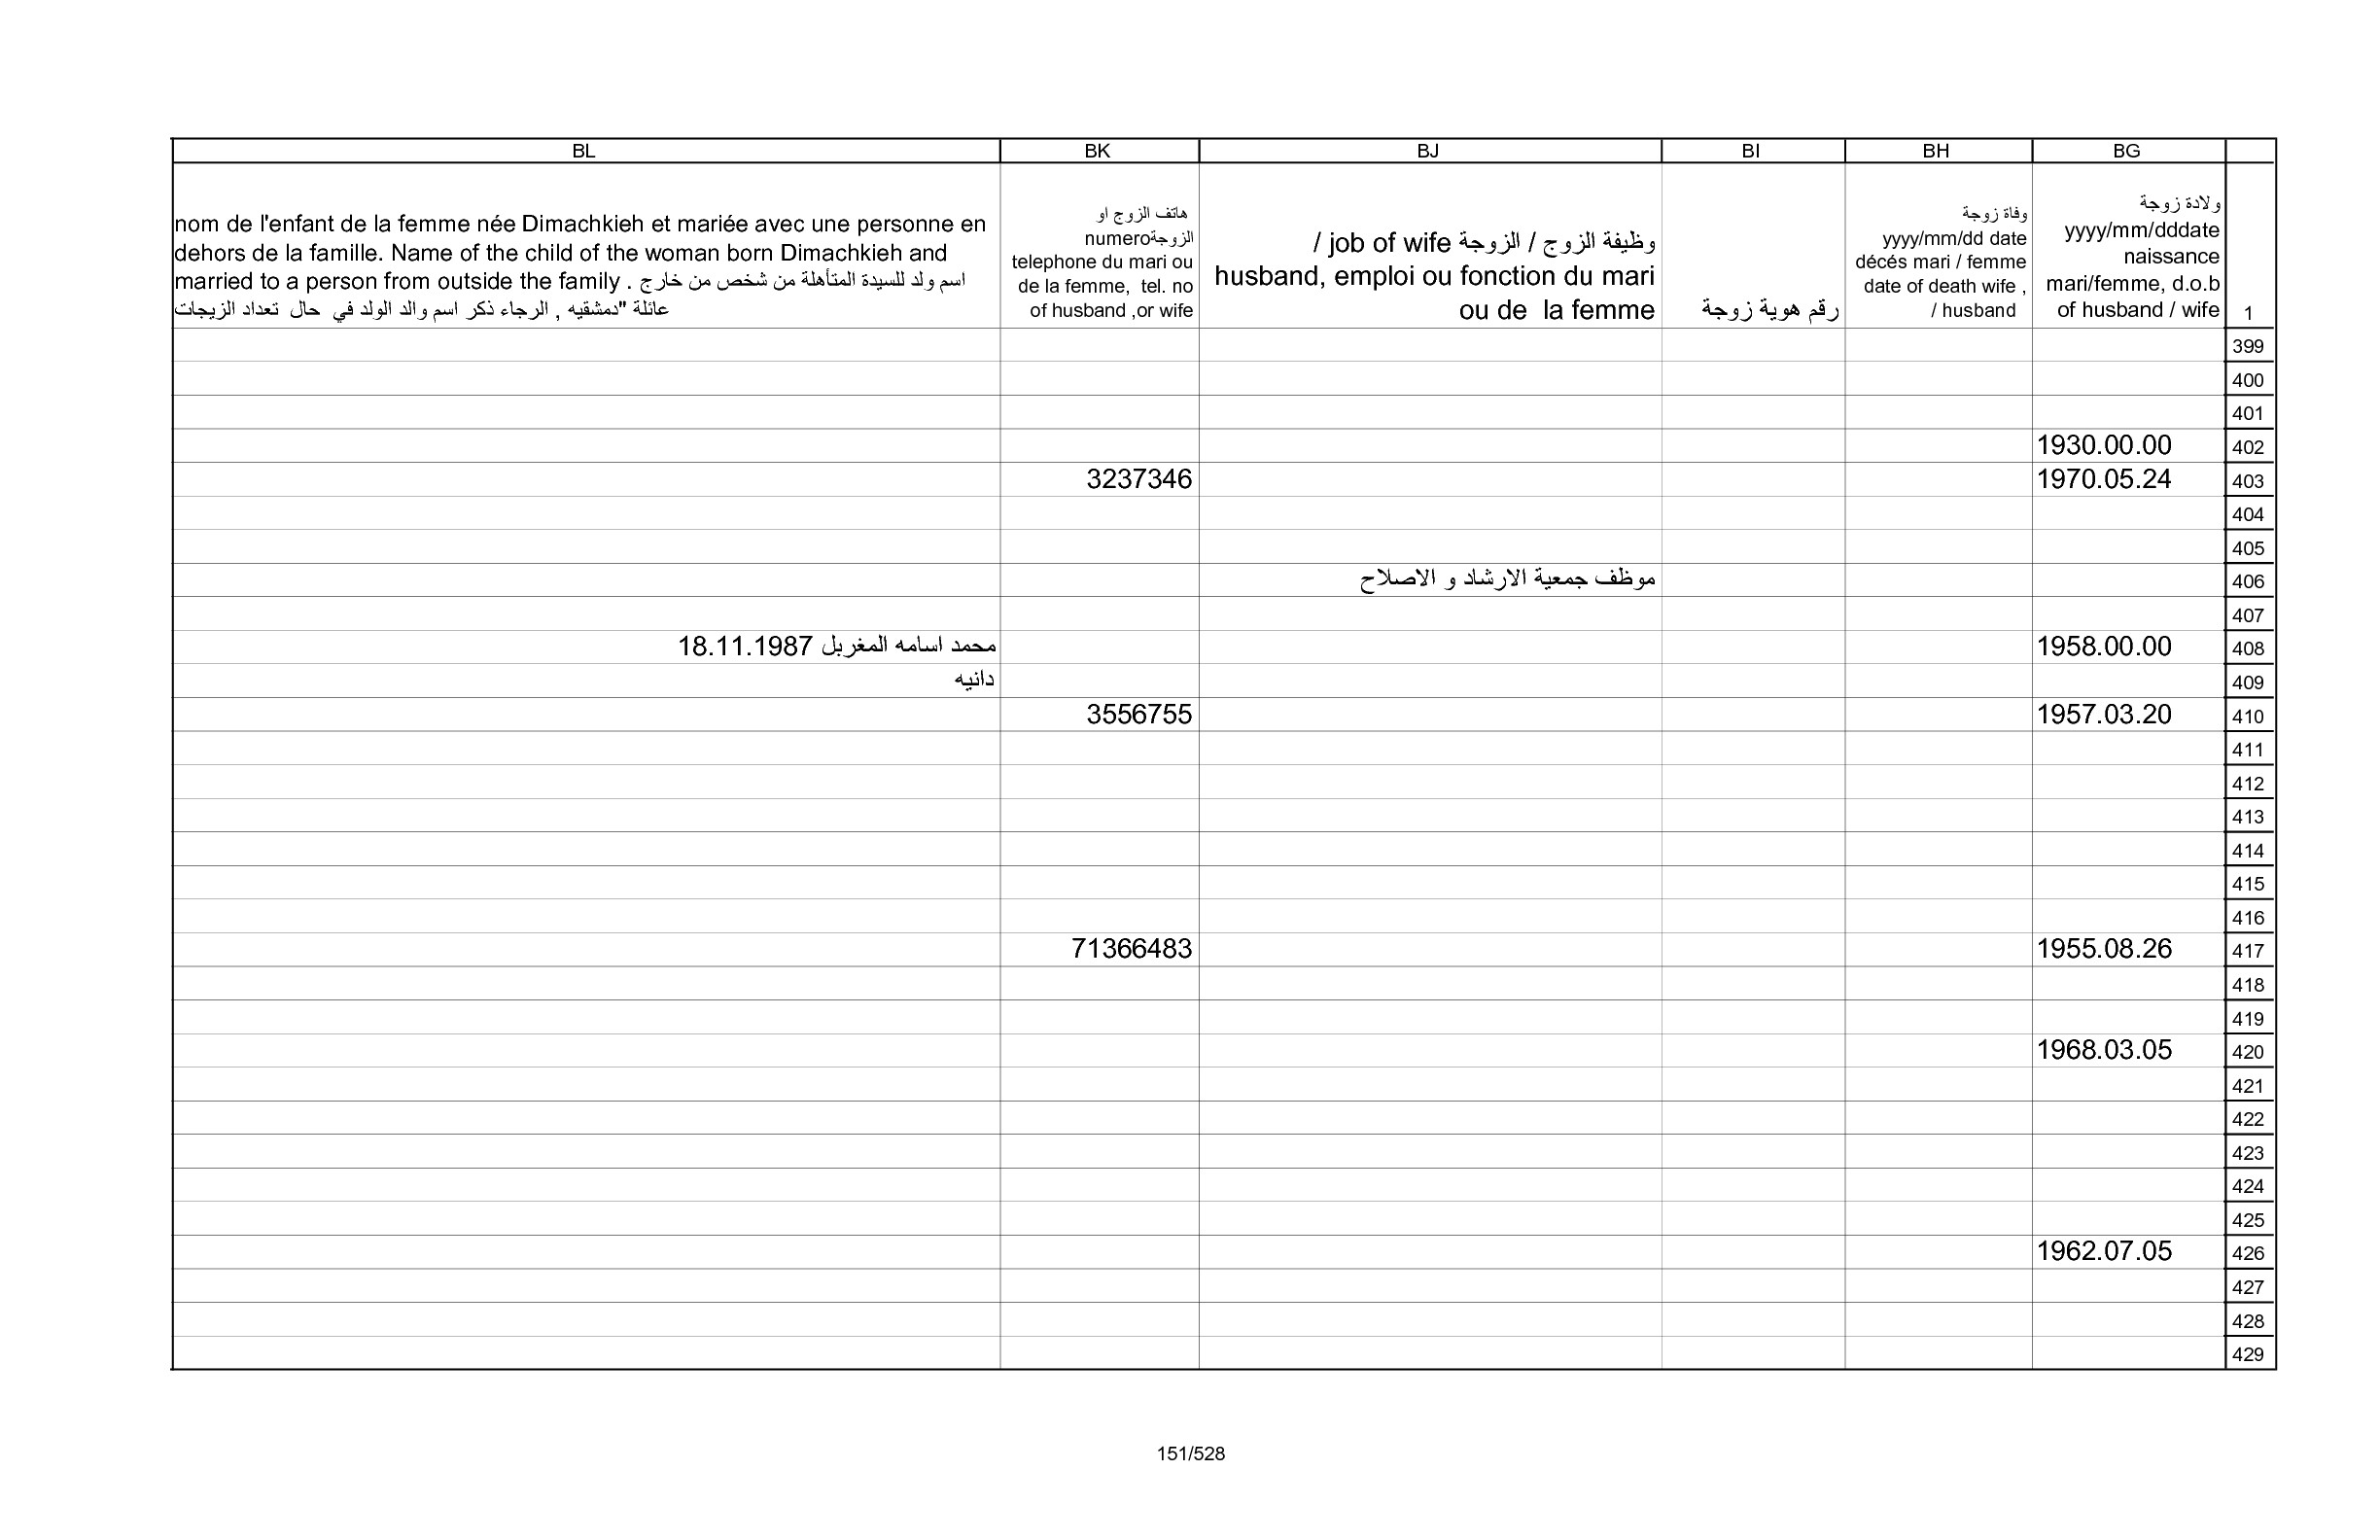 BL BK BJ BI BH BG
nom de l'enfant de la femme née Dimachkieh et mariée avec une personne en
dehors de la famille. Name of the child of the woman born Dimachkieh and
married to a person from outside the family . اسم ولد للسيدة المتأهلة من شخص من خارج
عائلة "دمشقيه , الرجاء ذكر اسم والد الولد في حال تعداد الزيجات
هاتف الزوج او
الزوجةnumero
telephone du mari ou
de la femme, tel. no
of husband ,or wife
وظيفة الزوج / الزوجة job of wife /
husband, emploi ou fonction du mari
ou de la femme
رقم هوية زوجة
وفاة زوجة
yyyy/mm/dd date
décés mari / femme
date of death wife ,
/ husband
ولادة زوجة
yyyy/mm/dddate
naissance
mari/femme, d.o.b
of husband / wife
1
399
400
401
1930.00.00 402
3237346 1970.05.24 403
404
405
موظف جمعية الارشاد و الاصلاح 406
407
محمد اسامه المغربل 18.11.1987 1958.00.00 408
دانيه 409
3556755 1957.03.20 410
411
412
413
414
415
416
71366483 1955.08.26 417
418
419
1968.03.05 420
421
422
423
424
425
1962.07.05 426
427
428
429
151/528